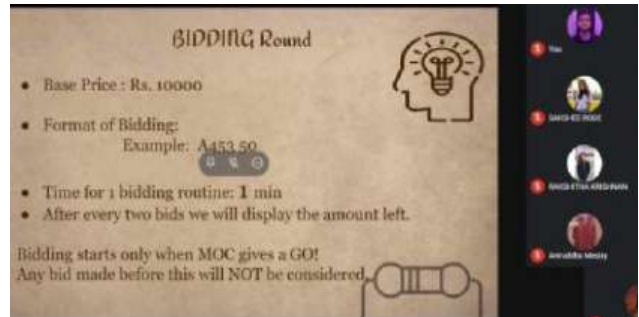 BIDDING Round
• Base Price : Rs. 10000
• Format of Bidding:
Example: A453,50
• Time for 1 bidding routine: 1 min
• After every two bids we will display the amount left.
Bidding starts only when MOC gives a GO!
Any bid made before this will NOT be considered.
You